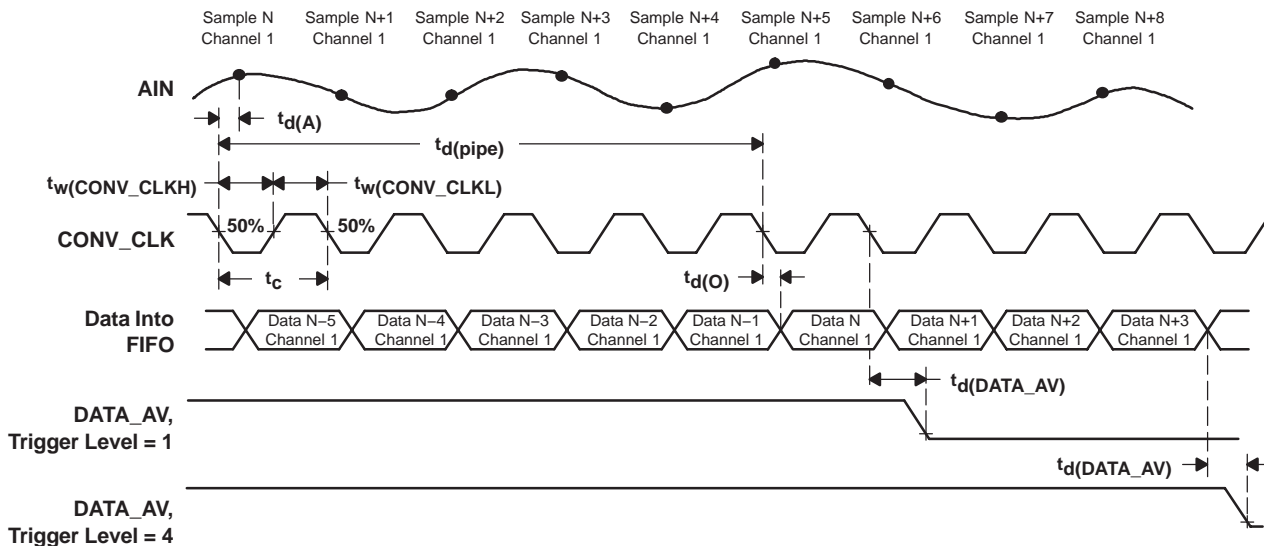 Sample N Sample N+1 Sample N+2 Sample N+3 Sample N+4 Sample N+5 Sample N+6 Sample N+7 Sample N+8
Channel 1 Channel 1 Channel 1 Channel 1 Channel 1 Channel 1 Channel 1 Channel 1 Channel 1
AIN
td(A)
td(pipe)
tw(CONV_CLKH) tw(CONV_CLKL)
50% 50%
CONV_CLK
tc
td(O)
Data Into
FIFO
Data N–5 Data N–4 Data N–3 Data N–2 Data N–1 Data N Data N+1 Data N+2 Data N+3
Channel 1 Channel 1 Channel 1 Channel 1 Channel 1 Channel 1 Channel 1 Channel 1 Channel 1
td(DATA_AV)
DATA_AV,
Trigger Level = 1
td(DATA_AV)
DATA_AV,
Trigger Level = 4